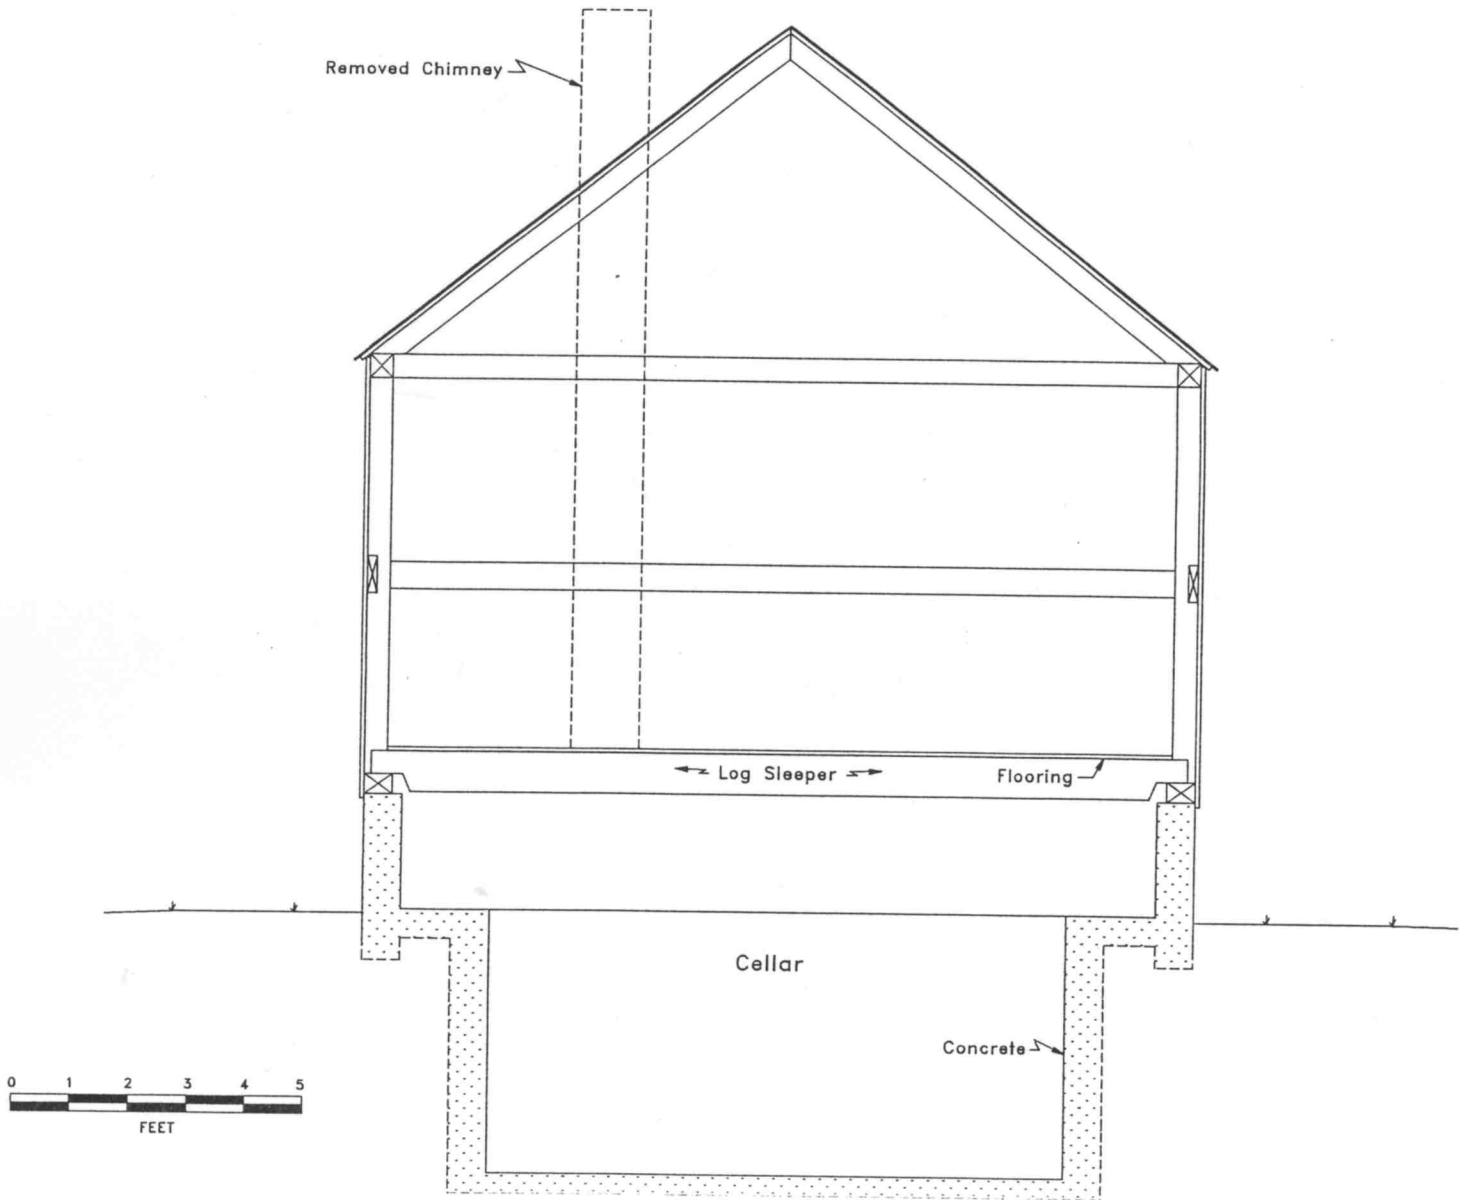 Removed Chimney
Log Sleeper
Flooring
Cellar
Concrete
0 1 2 3 4 5
FEET